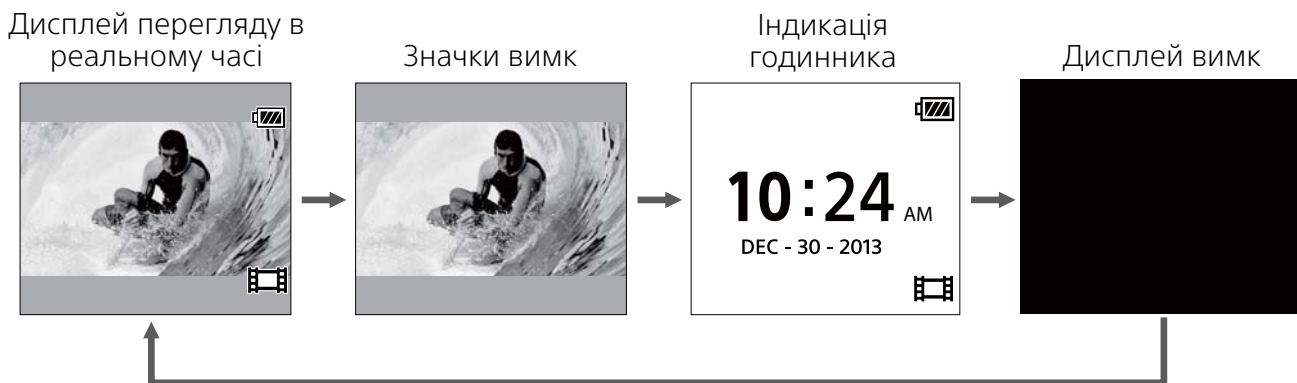 Дисплей перегляду в
реальному часі
Значки вимк
Індикація
годинника
Дисплей вимк
10:24 AM
DEC - 30 - 2013